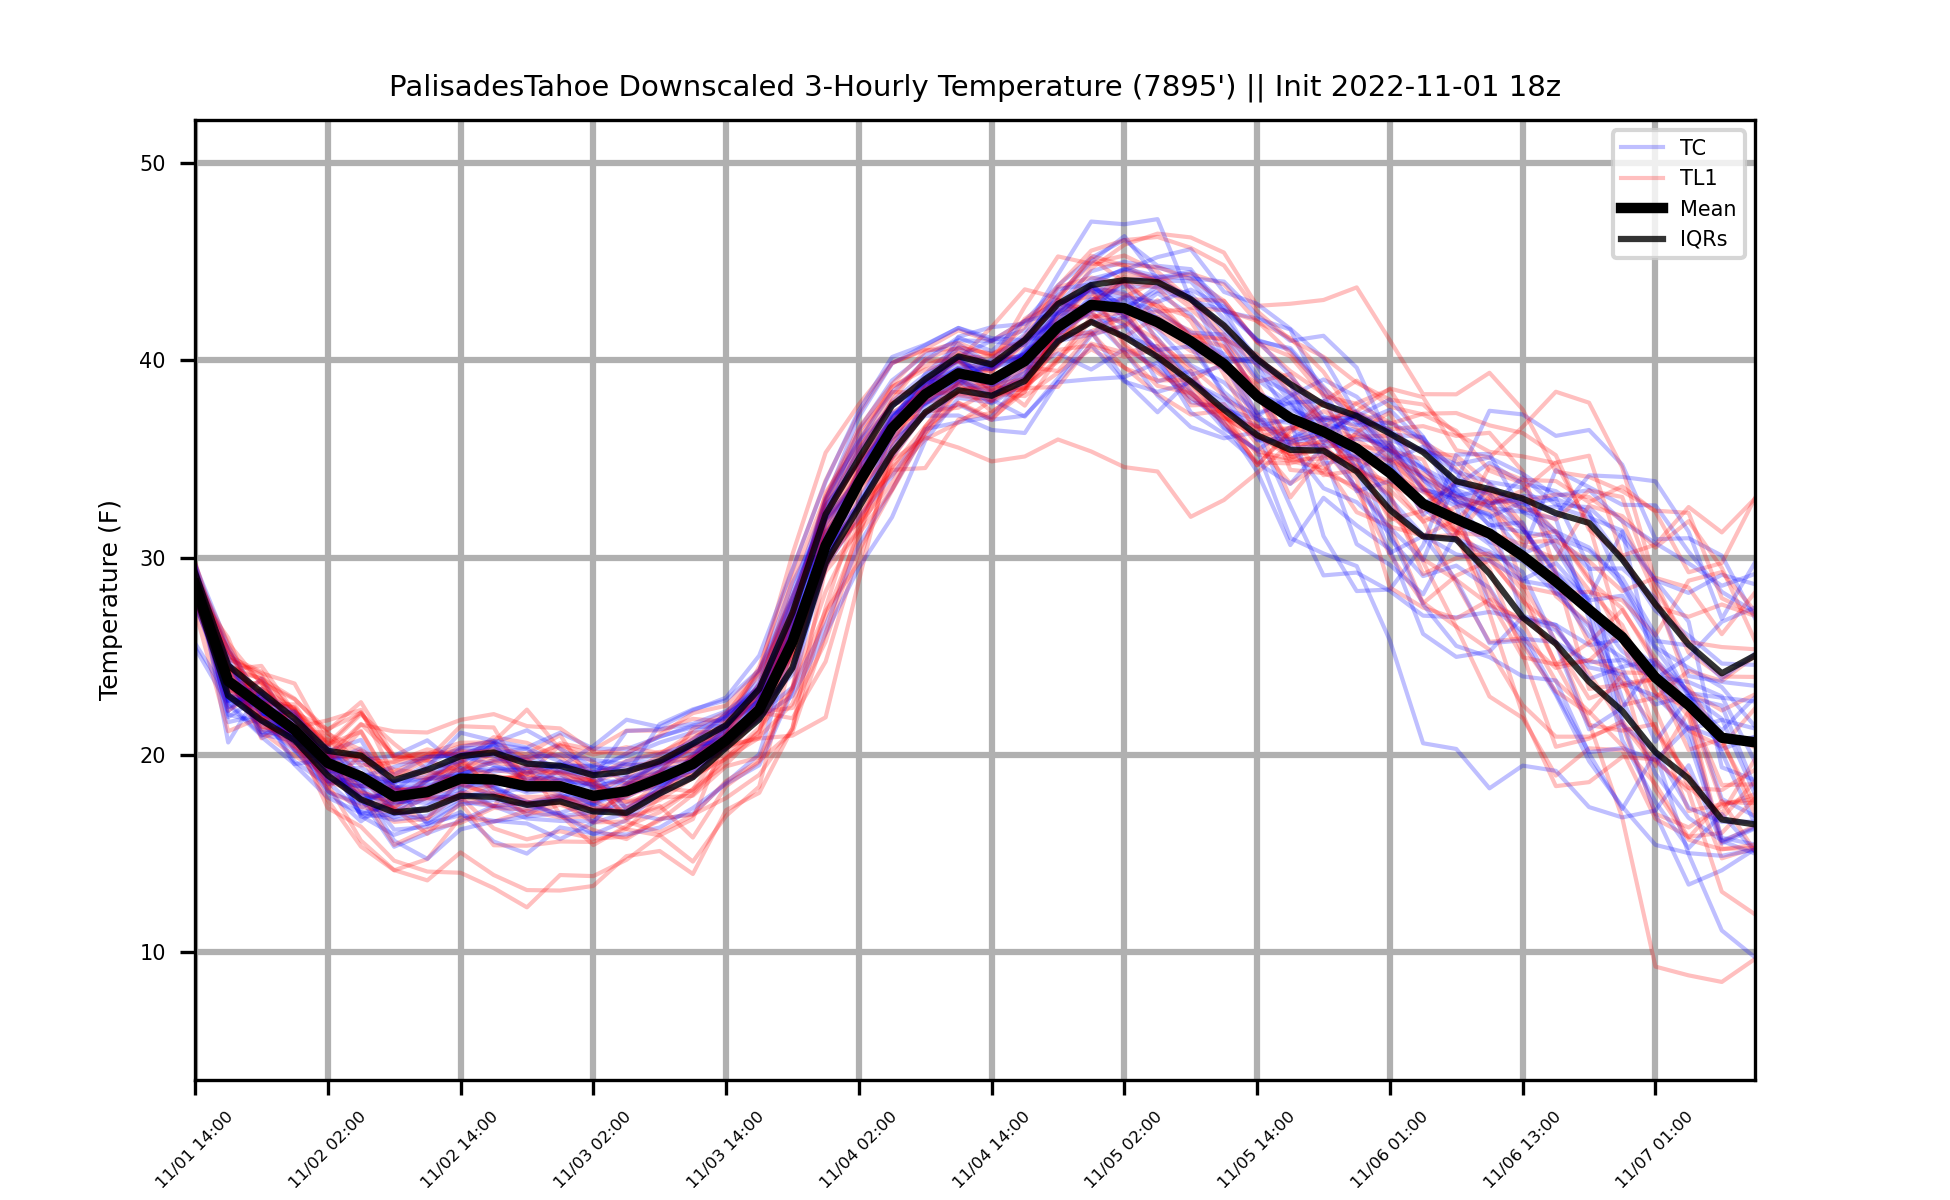 PalisadesTahoe Downscaled 3-Hourly Temperature (7895') || Init 2022-11-01 18z
TC
TL1
Mean
IQRs
Temperature (F)
50
40
30
20
10
11/01 14:00
11/02 02:00
11/02 14:00
11/03 02:00
11/03 14:00
11/04 02:00
11/04 14:00
11/05 02:00
11/05 14:00
11/06 01:00
11/06 13:00
11/07 01:00